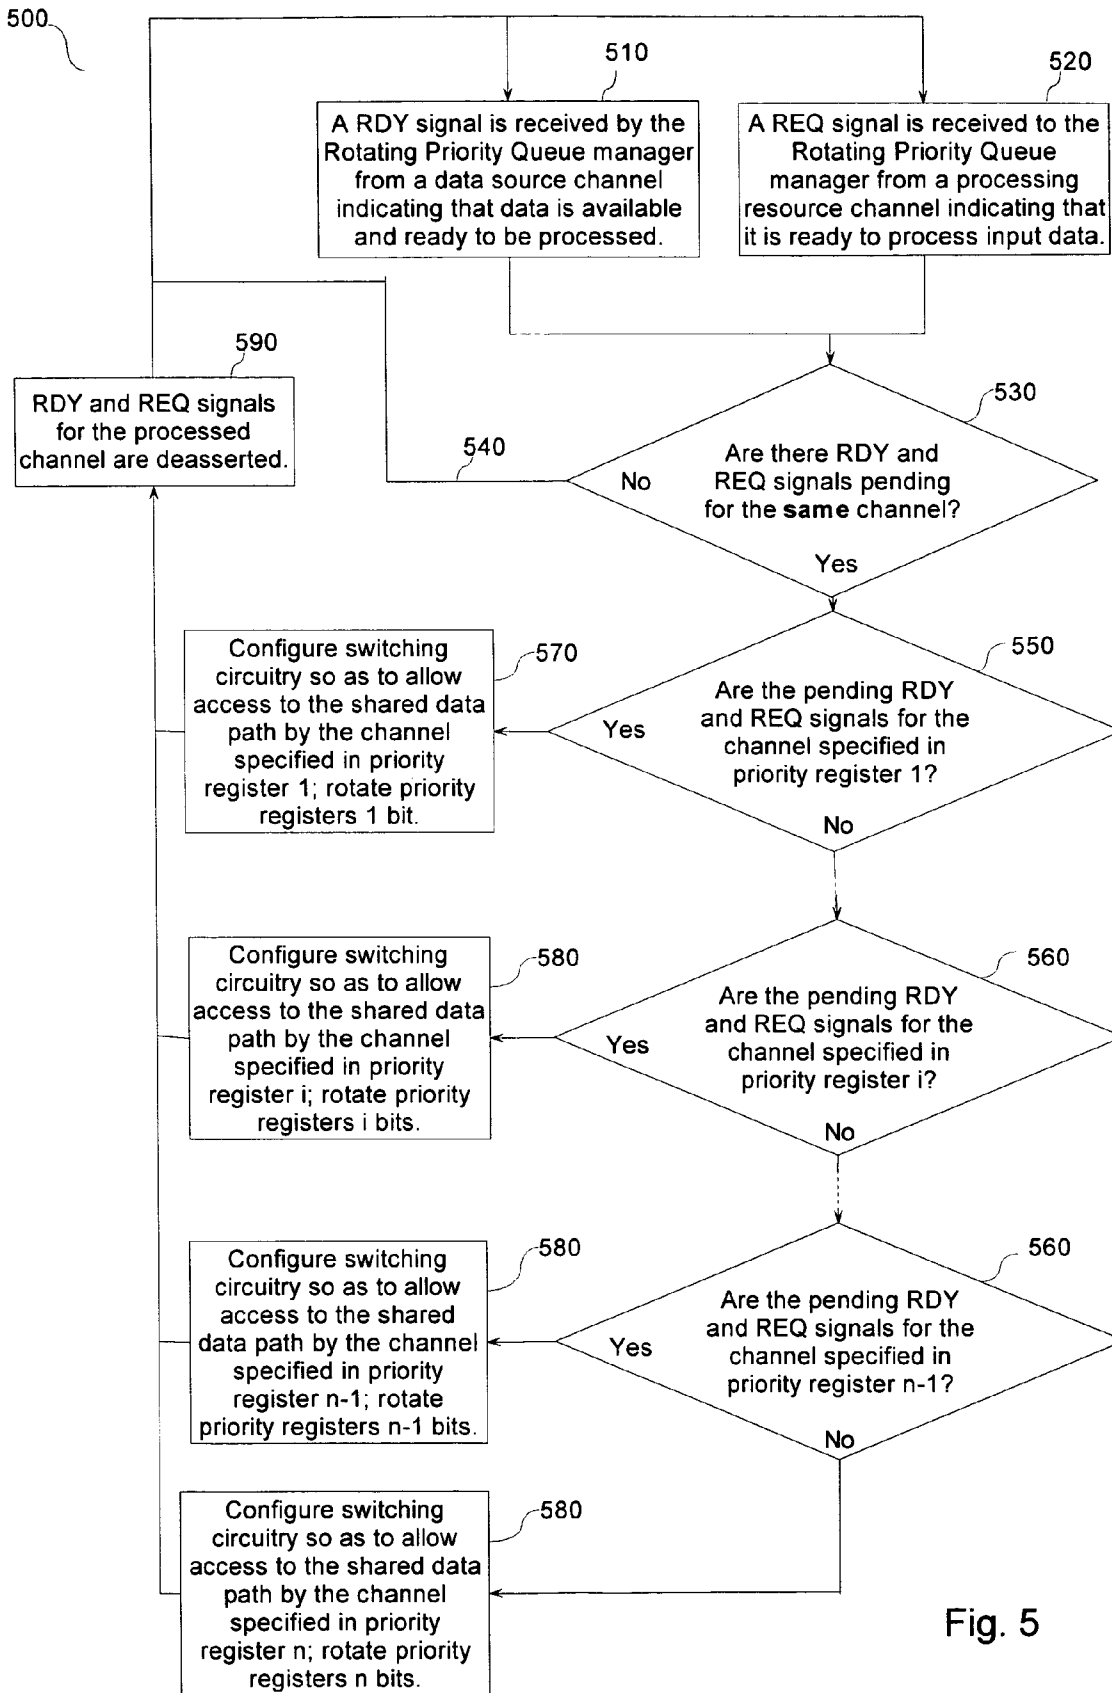 500
510
A RDY signal is received by the
Rotating Priority Queue manager
from a data source channel
indicating that data is available
and ready to be processed.
520
A REQ signal is received to the
Rotating Priority Queue
manager from a processing
resource channel indicating that
it is ready to process input data.
530
Are there RDY and
REQ signals pending
for the same channel?
No
Yes
540
590
RDY and REQ signals
for the processed
channel are deasserted.
550
Are the pending RDY
and REQ signals for the
channel specified in
priority register 1?
Yes
No
570
Configure switching
circuitry so as to allow
access to the shared data
path by the channel
specified in priority
register 1; rotate priority
registers 1 bit.
560
Are the pending RDY
and REQ signals for the
channel specified in
priority register i?
Yes
No
580
Configure switching
circuitry so as to allow
access to the shared data
path by the channel
specified in priority
register i; rotate priority
registers i bits.
560
Are the pending RDY
and REQ signals for the
channel specified in
priority register n-1?
Yes
No
580
Configure switching
circuitry so as to allow
access to the shared
data path by the channel
specified in priority
register n-1; rotate
priority registers n-1 bits.
580
Configure switching
circuitry so as to allow
access to the shared data
path by the channel
specified in priority
register n; rotate priority
registers n bits.
Fig. 5